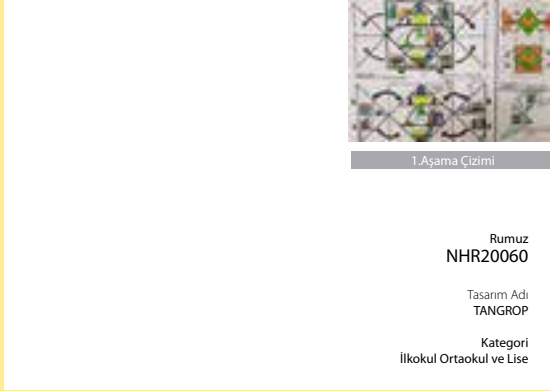 1.Aşama Çizimi
Rumuz
NHR20060
Tasarım Adı
TANGROP
Kategori
İlkokul Ortaokul ve Lise